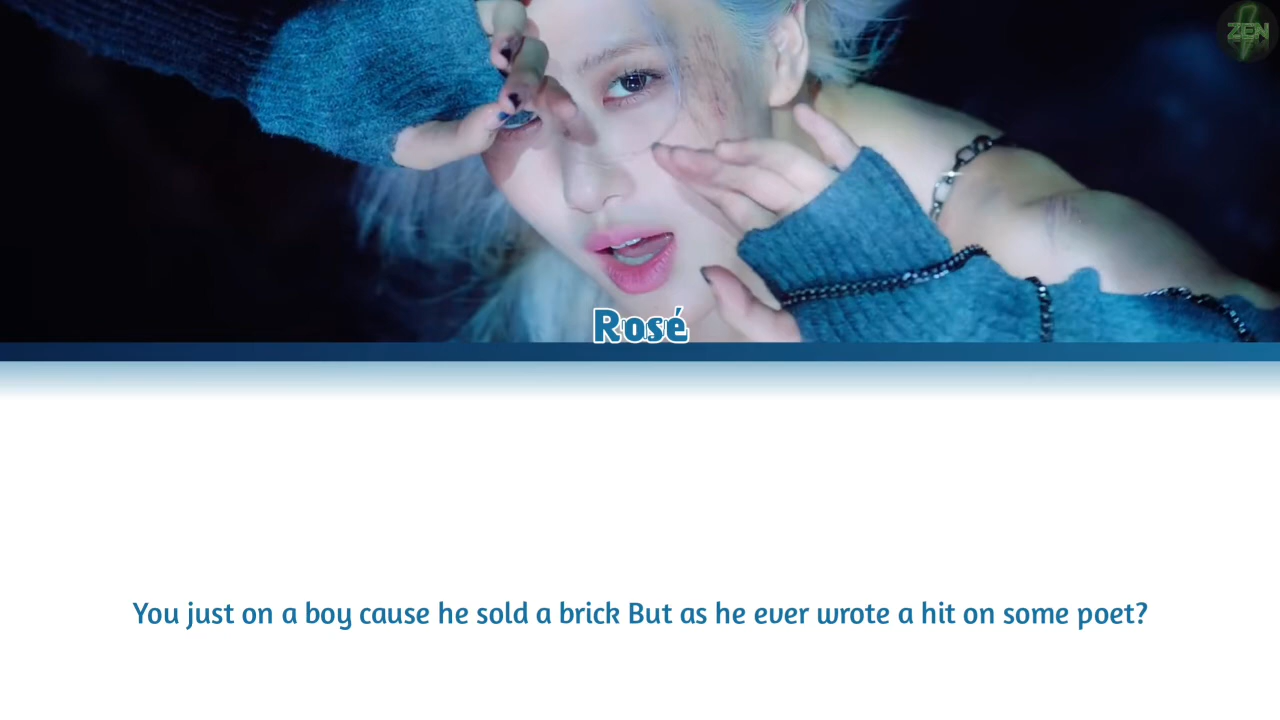 ZEN
Rosé
You just on a boy cause he sold a brick But as he ever wrote a hit on some poet?